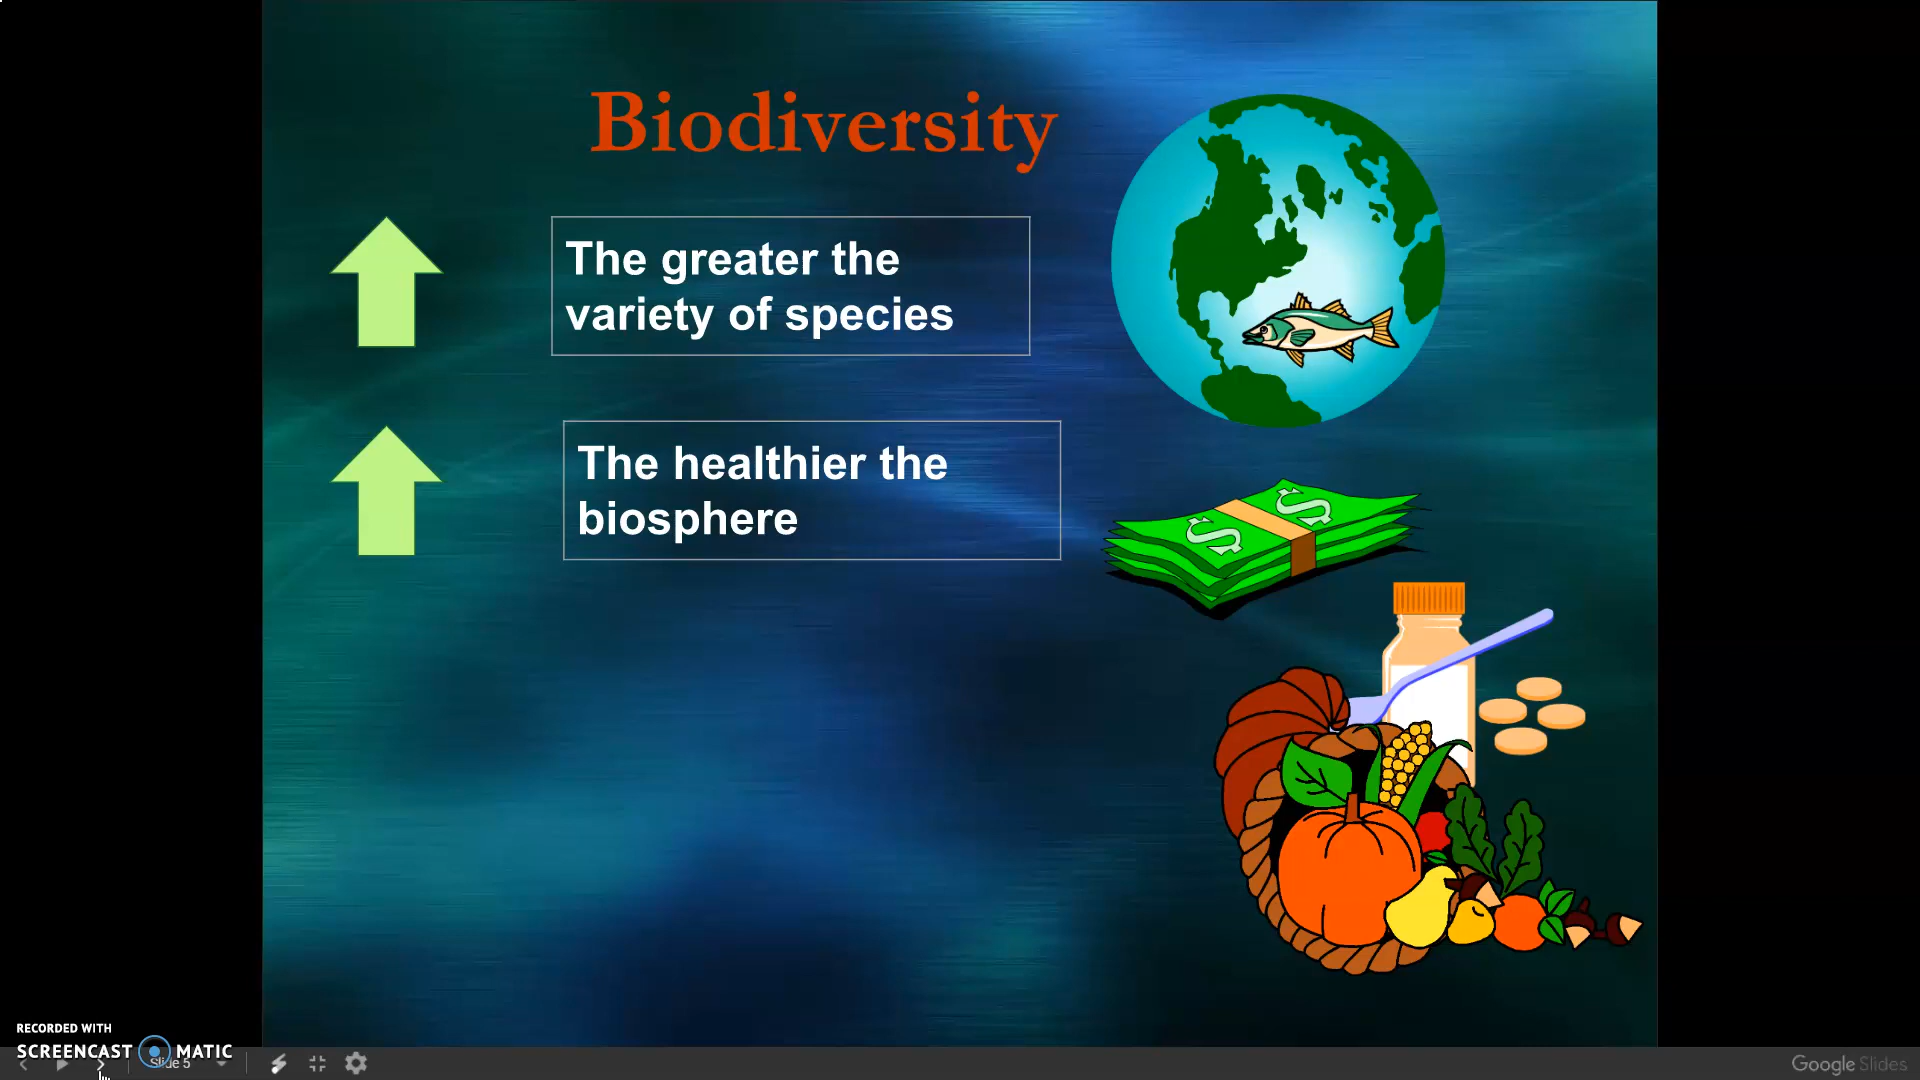 Biodiversity
The greater the
variety of species
The healthier the
biosphere
$ $
RECORDED WITH
SCREENCAST MATIC
Slide 5
Google Slides